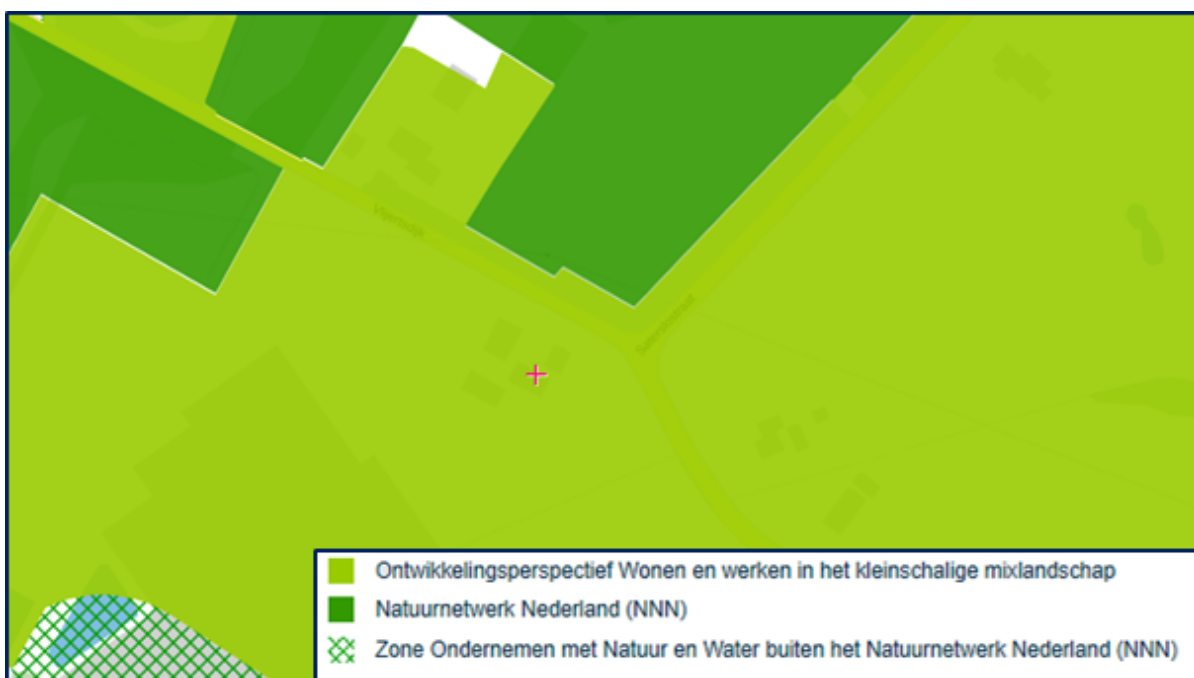 Ontwikkelingsperspectief Wonen en werken in het kleinschalige mixlandschap
Natuurnetwerk Nederland (NNN)
Zone Ondernemen met Natuur en Water buiten het Natuurnetwerk Nederland (NNN)